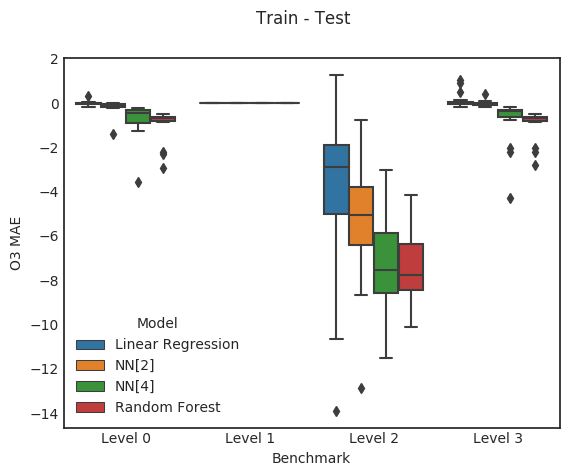 Train - Test
2
0
−2
−4
−6
−8
−10
−12
−14
O3 MAE
Model
Linear Regression
NN[2]
NN[4]
Random Forest
Level 0 Level 1 Level 2 Level 3
Benchmark